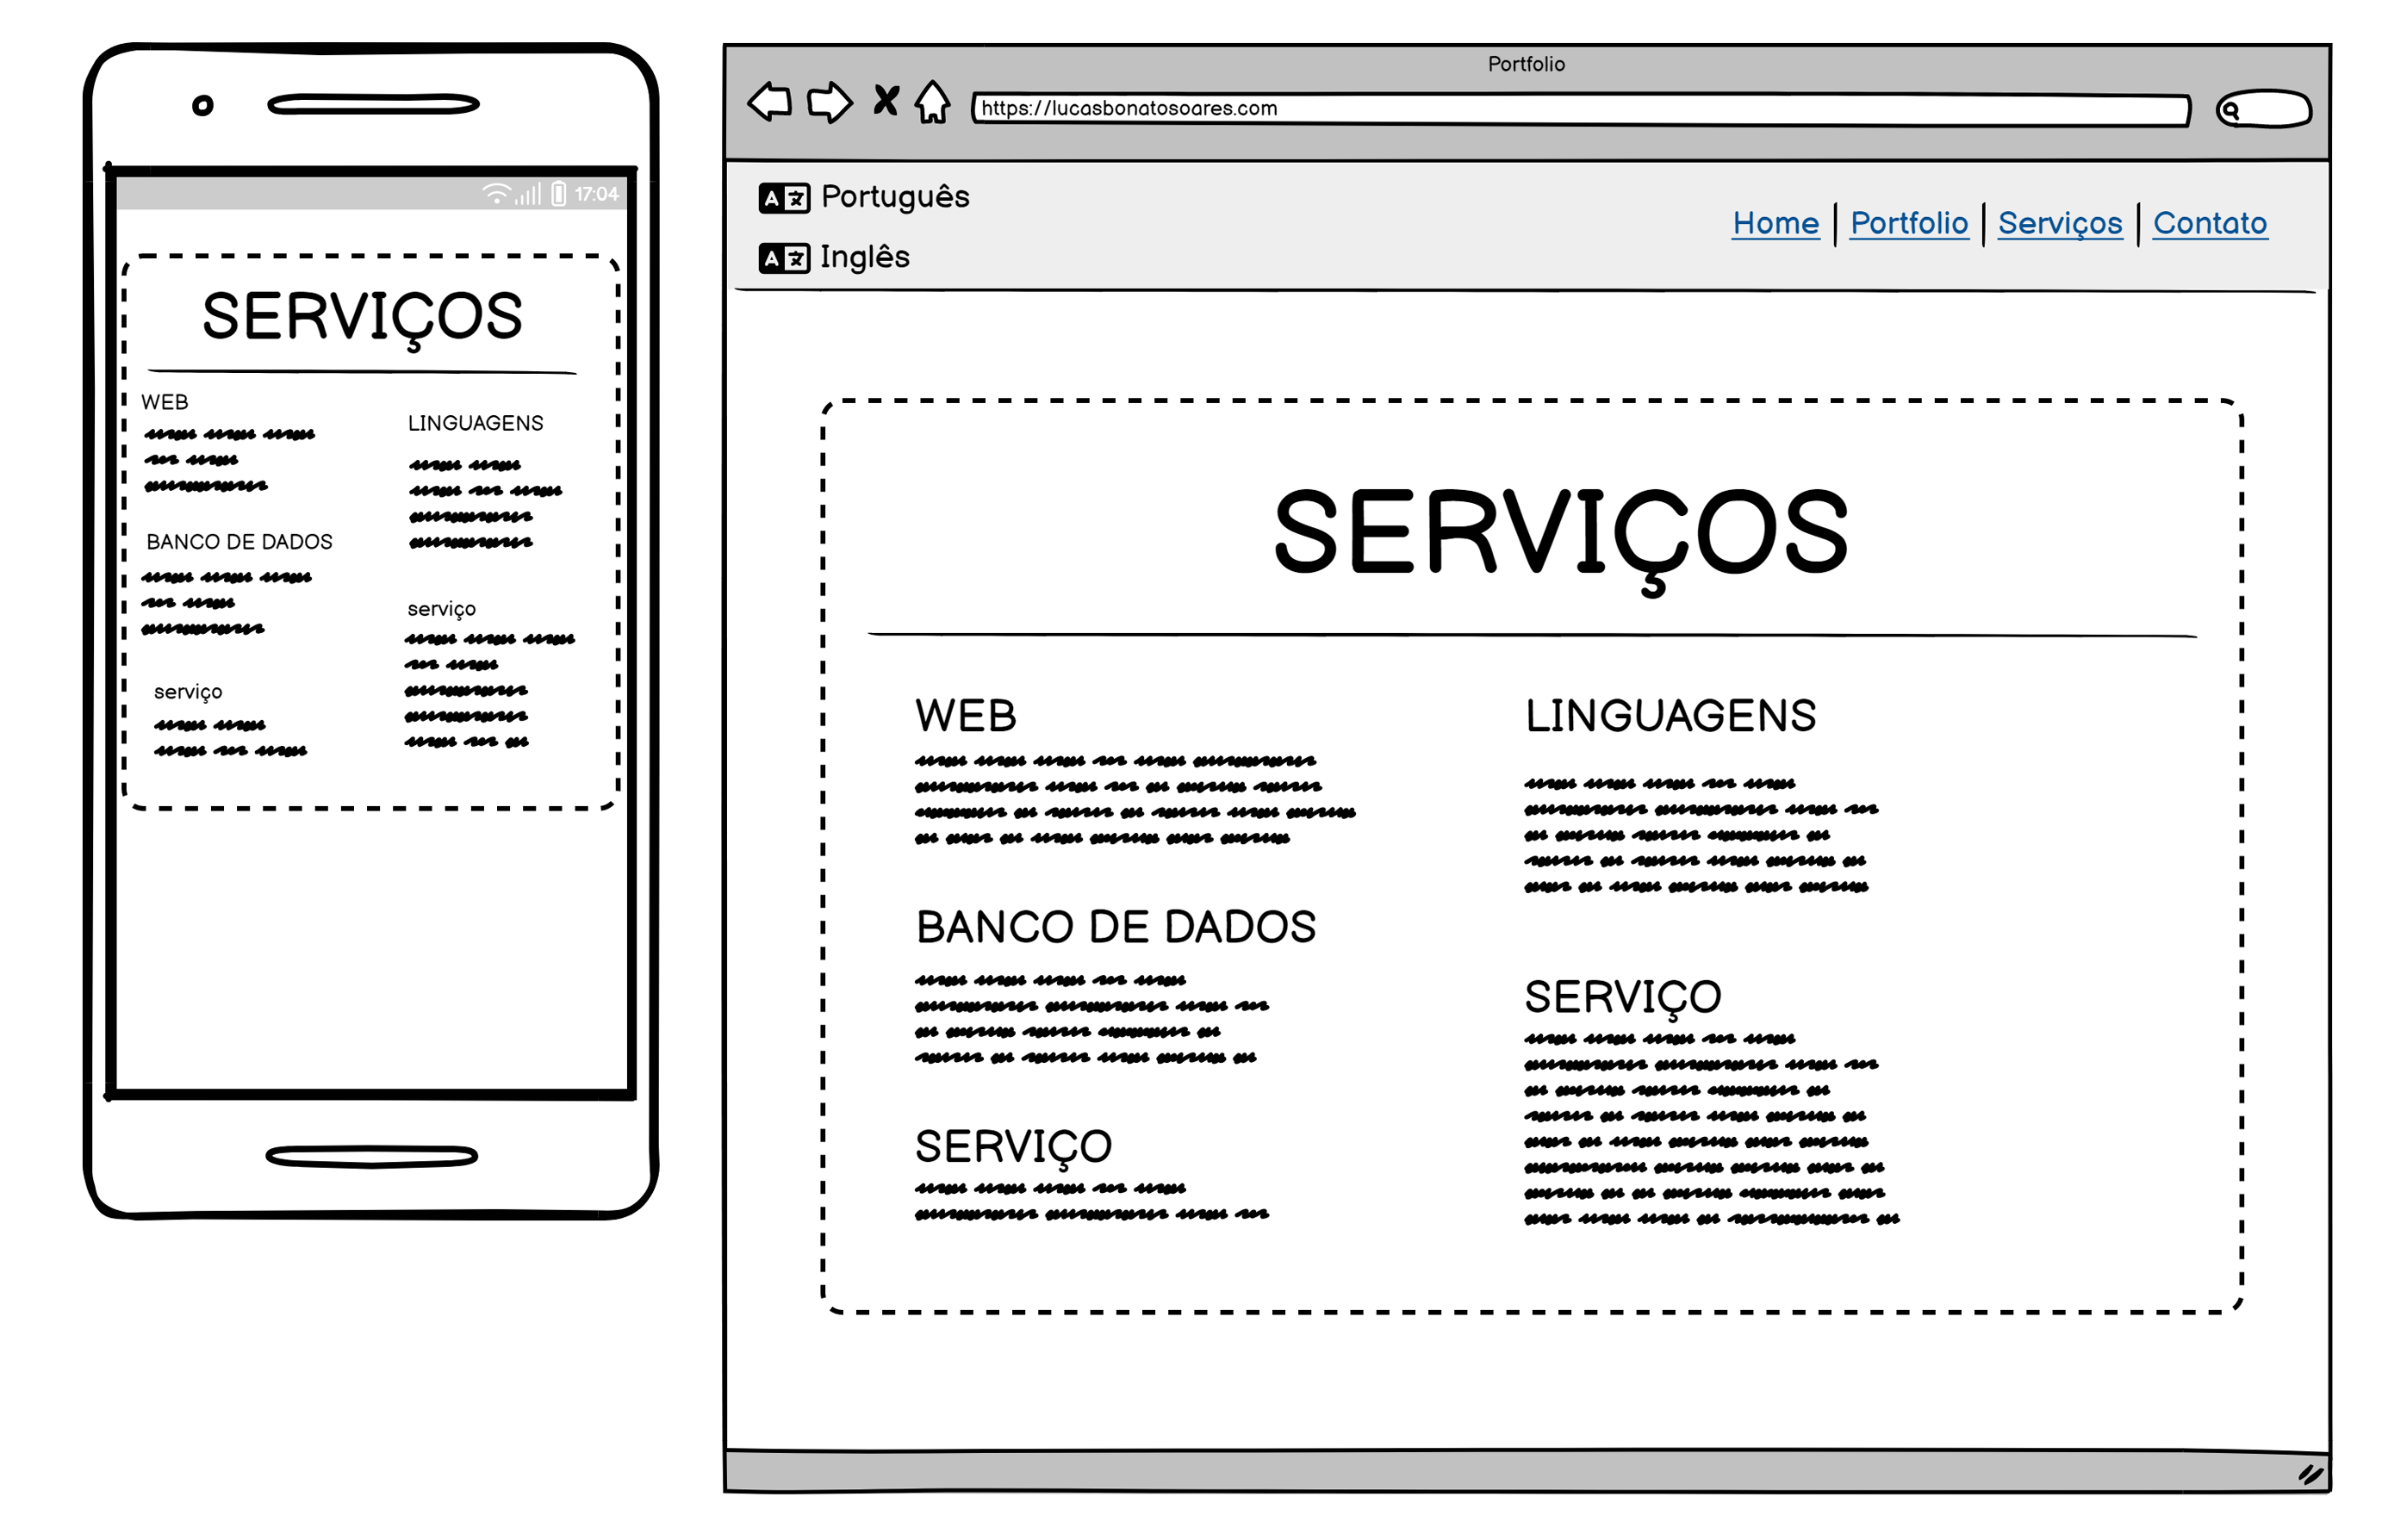 17:04
SERVIÇOS
WEB
LINGUAGENS
BANCO DE DADOS
serviço
serviço
Portfolio
https://lucasbonatosoares.com
Português
Inglês
Home | Portfolio | Serviços | Contato
SERVIÇOS
WEB
LINGUAGENS
BANCO DE DADOS
SERVIÇO
SERVIÇO